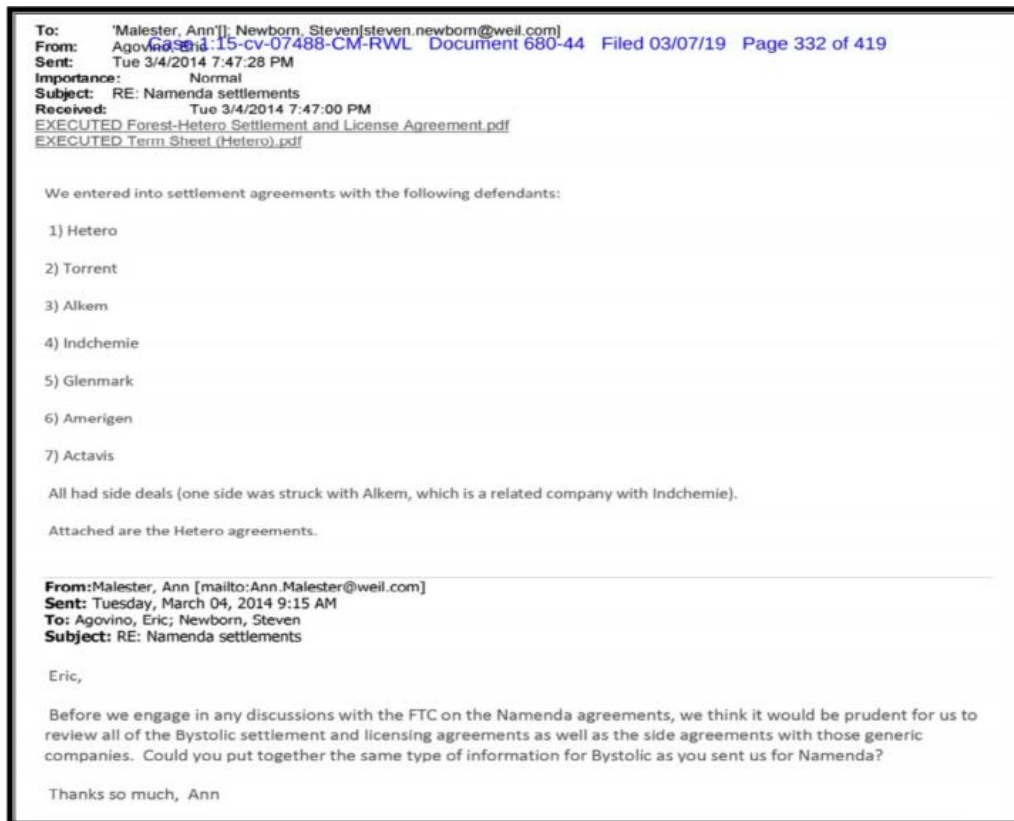 To: 'Malester, Ann'[]; Newborn, Steven[steven.newborn@weil.com]
From: Agovino, Eric
Case 1:15-cv-07488-CM-RWL Document 680-44 Filed 03/07/19 Page 332 of 419
Sent: Tue 3/4/2014 7:47:28 PM
Importance: Normal
Subject: RE: Namenda settlements
Received: Tue 3/4/2014 7:47:00 PM
EXECUTED Forest-Hetero Settlement and License Agreement.pdf
EXECUTED Term Sheet (Hetero).pdf
We entered into settlement agreements with the following defendants:
1) Hetero
2) Torrent
3) Alkem
4) Indchemie
5) Glenmark
6) Amerigen
7) Actavis
All had side deals (one side was struck with Alkem, which is a related company with Indchemie).
Attached are the Hetero agreements.
From:Malester, Ann [mailto:Ann.Malester@weil.com]
Sent: Tuesday, March 04, 2014 9:15 AM
To: Agovino, Eric; Newborn, Steven
Subject: RE: Namenda settlements
Eric,
Before we engage in any discussions with the FTC on the Namenda agreements, we think it would be prudent for us to
review all of the Bystolic settlement and licensing agreements as well as the side agreements with those generic
companies. Could you put together the same type of information for Bystolic as you sent us for Namenda?
Thanks so much, Ann